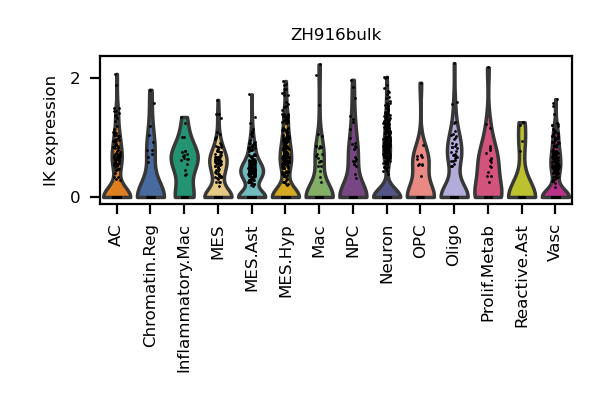 ZH916bulk
IK expression
2
0
AC
Chromatin.Reg
Inflammatory.Mac
MES
MES.Ast
MES.Hyp
Mac
NPC
Neuron
OPC
Oligo
Prolif.Metab
Reactive.Ast
Vasc